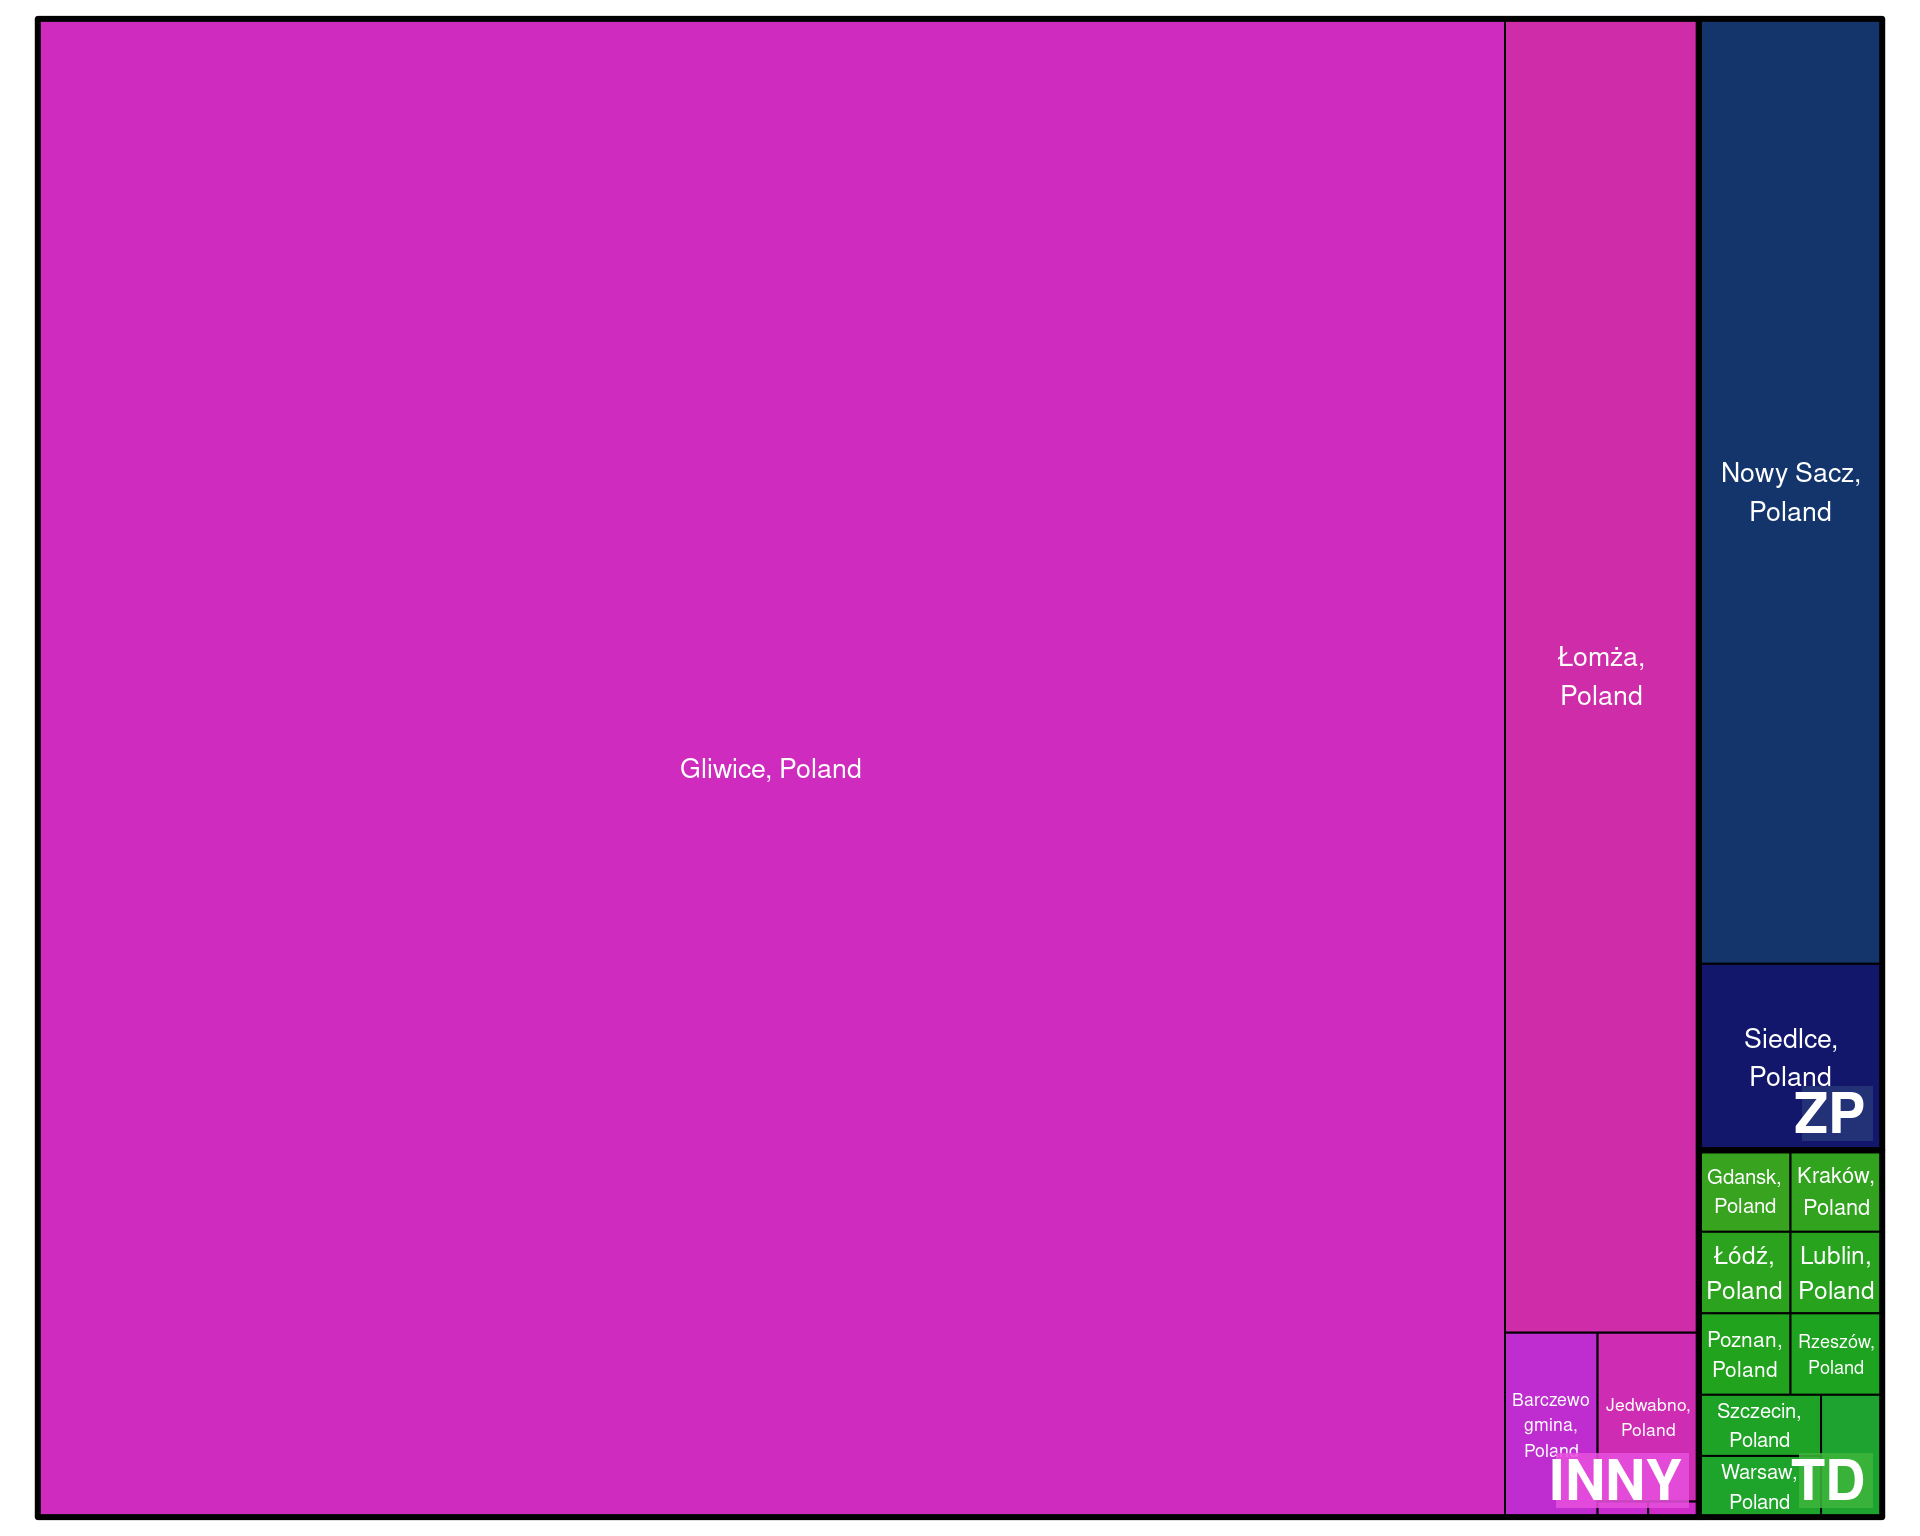 Gliwice, Poland
Łomża,
Poland
Barczewo
gmina,
Poland
Jedwabno,
Poland
INNY
Nowy Sacz,
Poland
Siedlce,
Poland
ZP
Gdansk,
Poland
Kraków,
Poland
Łódź,
Poland
Lublin,
Poland
Poznan,
Poland
Rzeszów,
Poland
Szczecin,
Poland
Warsaw,
Poland
TD